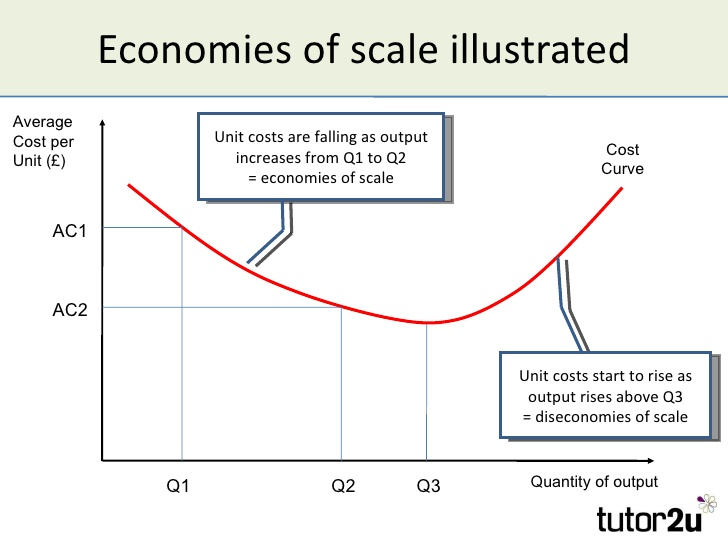 Economies of scale illustrated
Average
Cost per
Unit (£)
Unit costs are falling as output
increases from Q1 to Q2
= economies of scale
Cost
Curve
AC1
AC2
Unit costs start to rise as
output rises above Q3
= diseconomies of scale
Q1
Q2
Q3
Quantity of output
tutor2u